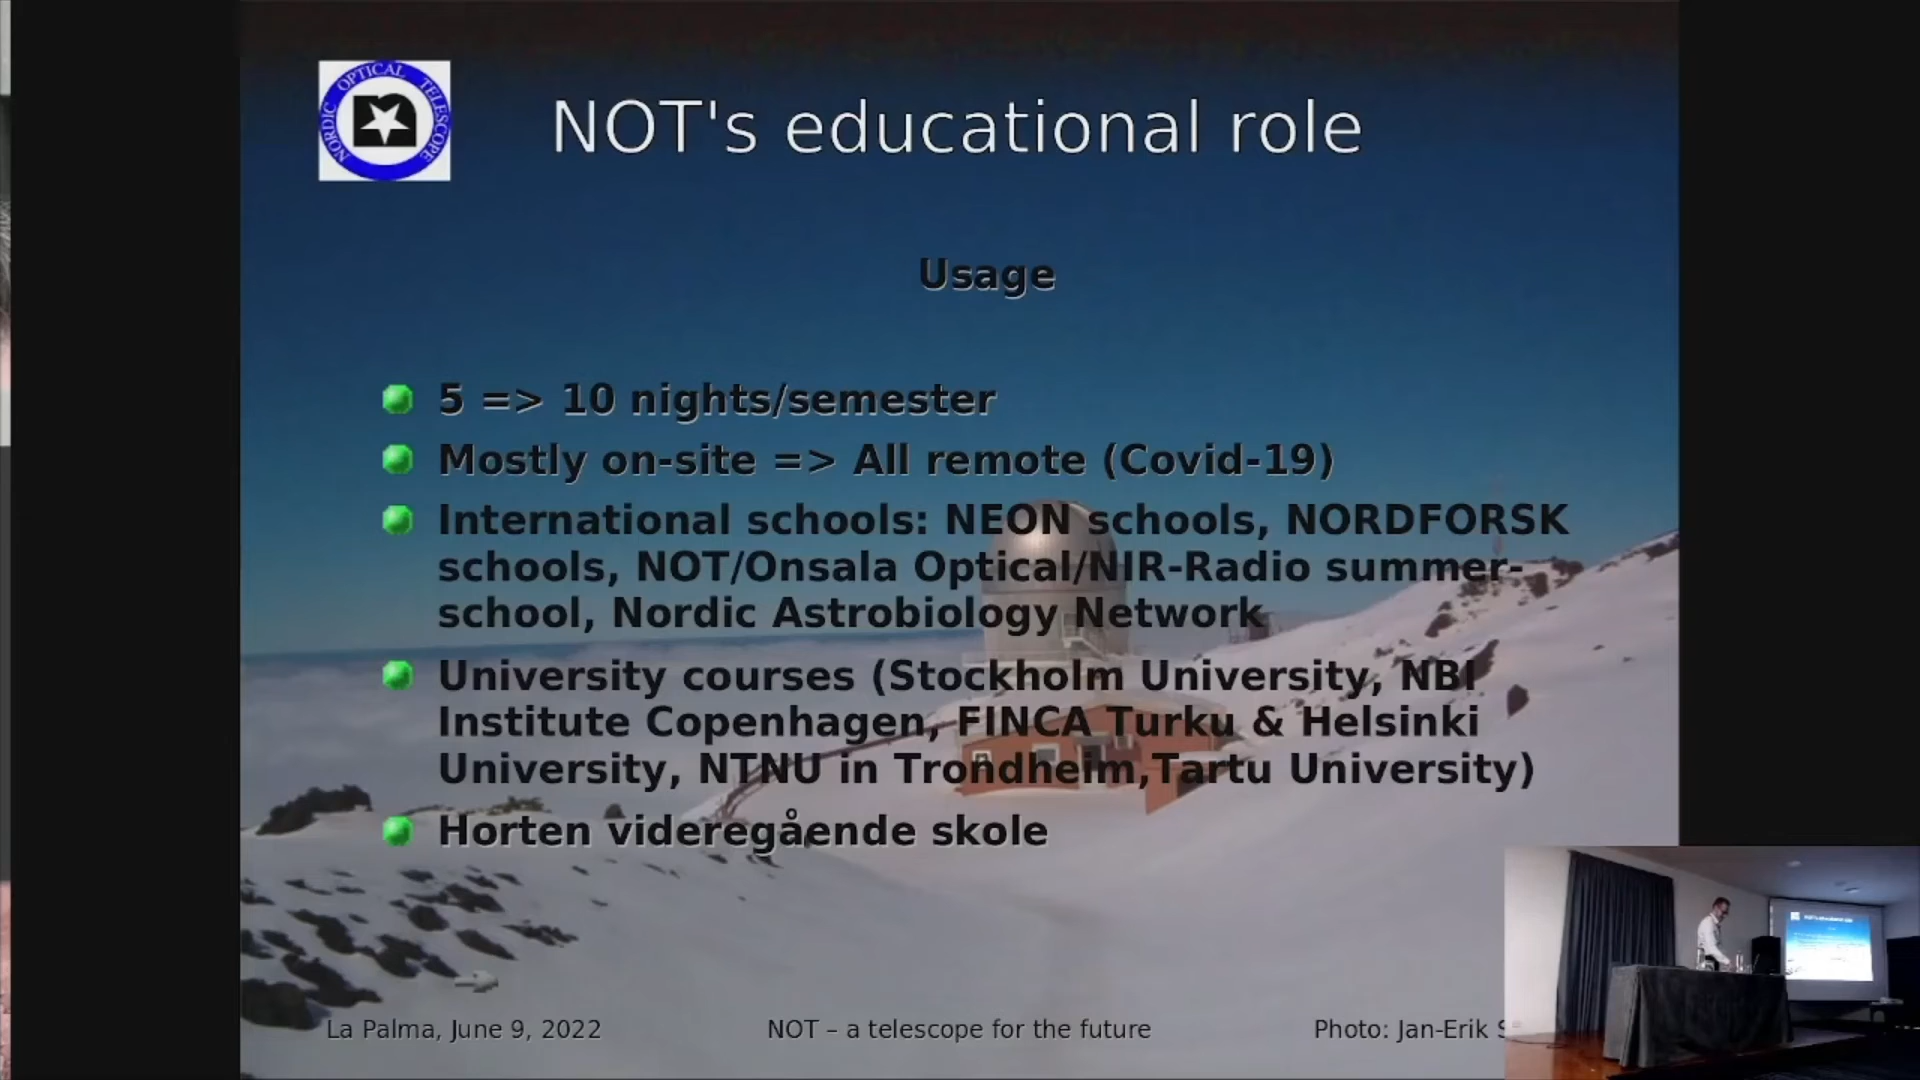 NORDIC OPTICAL TELESCOPE
NOT's educational role
Usage
5 => 10 nights/semester
Mostly on-site => All remote (Covid-19)
International schools: NEON schools, NORDFORSK
schools, NOT/Onsala Optical/NIR-Radio summer-
school, Nordic Astrobiology Network
University courses (Stockholm University, NBI
Institute Copenhagen, FINCA Turku & Helsinki
University, NTNU in Trondheim,Tartu University)
Horten videregående skole
La Palma, June 9, 2022
NOT – a telescope for the future
Photo: Jan-Erik